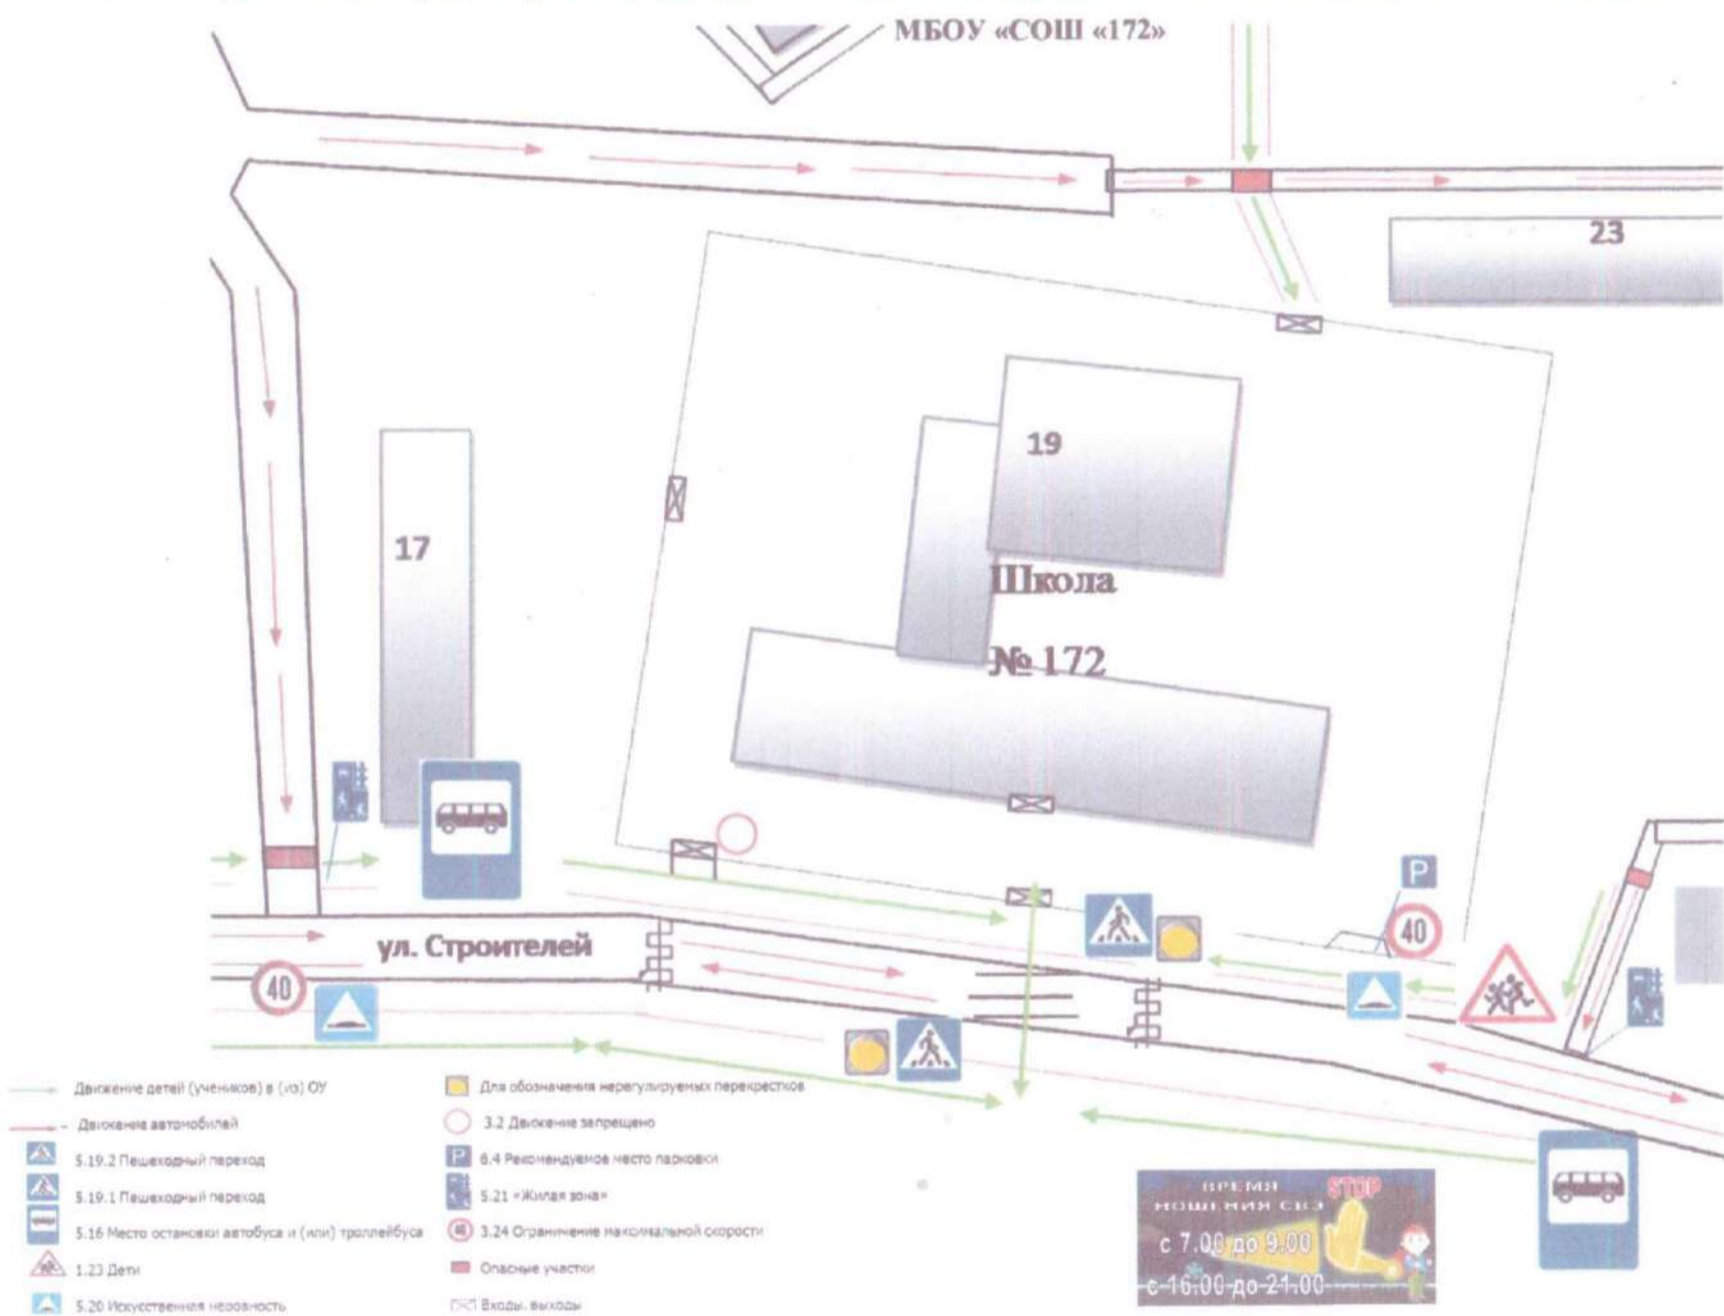 МБОУ «СОШ «172»
23
19
17
Школа
№ 172
P
40
ул. Строителей
40
Движение детей (учеников) в (из) ОУ
Движение автомобилей
5.19.2 Пешеходный переход
5.19.1 Пешеходный переход
5.16 Место остановки автобуса и (или) троллейбуса
1.23 Дети
5.20 Искусственная неровность
Для обозначения нерегулируемых перекрестков
3.2 Движение запрещено
P 6.4 Рекомендуемое место парковки
5.21 «Жилая зона»
40 3.24 Ограничение максимальной скорости
Опасные участки
Входы, выходы
ВРЕМЯ STOP
НОШЕНИЯ СВЭ
с 7.00 до 9.00
с 16.00 до 21.00